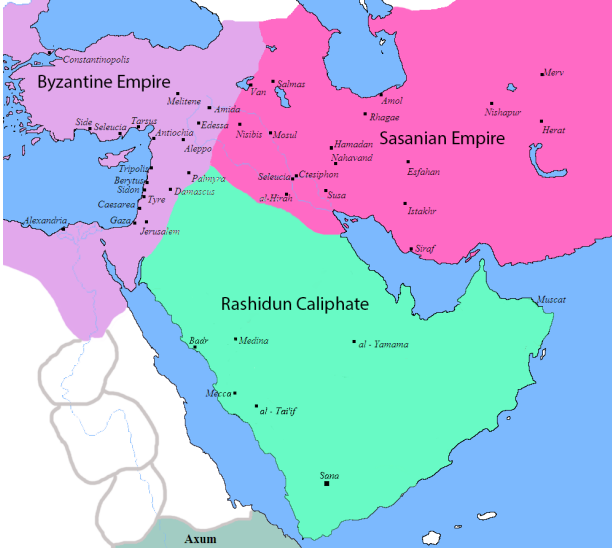 Constantinopolis
Byzantine Empire
Melitene
Amida
Van
Salmas
Merv
Amol
Nishapur
Rhagae
Side
Seleucia
Tarsus
Edessa
Nisibis
Mosul
Herat
Antiochia
Sasanian Empire
Aleppo
Hamadan
Nahavand
Tripolis
Esfahan
Berytus
Palmyra
Seleucia
Ctesiphon
Sidon
Damascus
al-Hirah
Susa
Tyre
Caesarea
Istakhr
Alexandria
Gaza
Jerusalem
Siraf
Rashidun Caliphate
Muscat
Badr
Medina
al - Yamama
Mecca
al - Tai'if
Sana
Axum